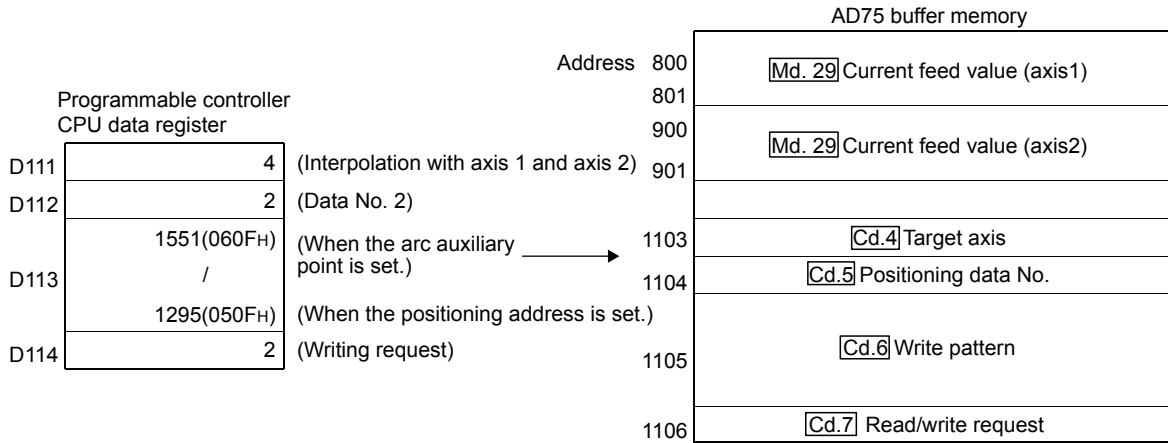 AD75 buffer memory
Address 800
Md. 29 Current feed value (axis1)
801
Programmable controller
CPU data register
900
Md. 29 Current feed value (axis2)
901
D111 4 (Interpolation with axis 1 and axis 2)
D112 2 (Data No. 2)
D113 1551(060FH) (When the arc auxiliary
point is set.)
/
1295(050FH) (When the positioning address is set.)
D114 2 (Writing request)
1103 Cd.4 Target axis
1104 Cd.5 Positioning data No.
1105 Cd.6 Write pattern
1106 Cd.7 Read/write request